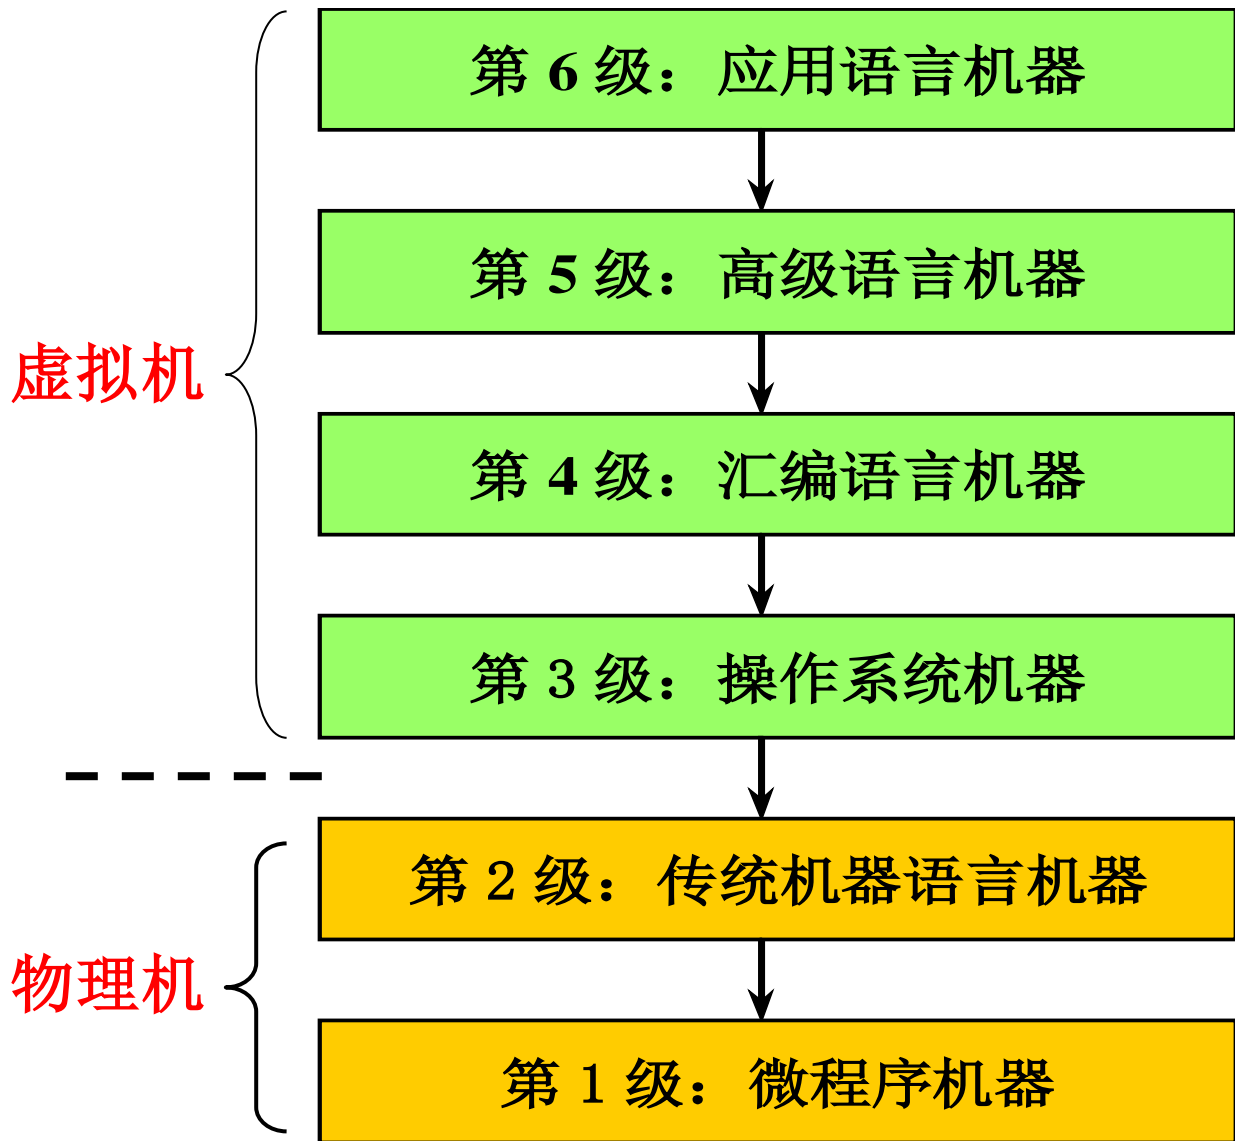 第 6 级：应用语言机器
第 5 级：高级语言机器
虚拟机
第 4 级：汇编语言机器
第 3 级：操作系统机器
第 2 级：传统机器语言机器
物理机
第 1 级：微程序机器